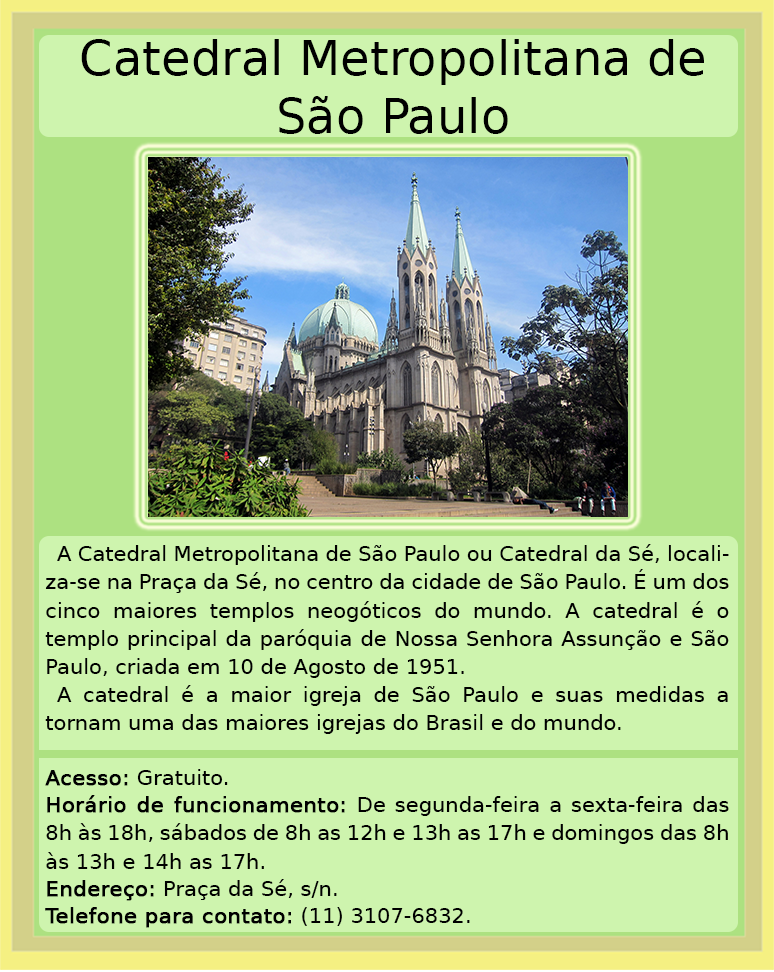 Catedral Metropolitana de
São Paulo
A Catedral Metropolitana de São Paulo ou Catedral da Sé, locali-
za-se na Praça da Sé, no centro da cidade de São Paulo. É um dos
cinco maiores templos neogóticos do mundo. A catedral é o
templo principal da paróquia de Nossa Senhora Assunção e São
Paulo, criada em 10 de Agosto de 1951.
A catedral é a maior igreja de São Paulo e suas medidas a
tornam uma das maiores igrejas do Brasil e do mundo.
Acesso: Gratuito.
Horário de funcionamento: De segunda-feira a sexta-feira das
8h às 18h, sábados de 8h as 12h e 13h as 17h e domingos das 8h
às 13h e 14h as 17h.
Endereço: Praça da Sé, s/n.
Telefone para contato: (11) 3107-6832.